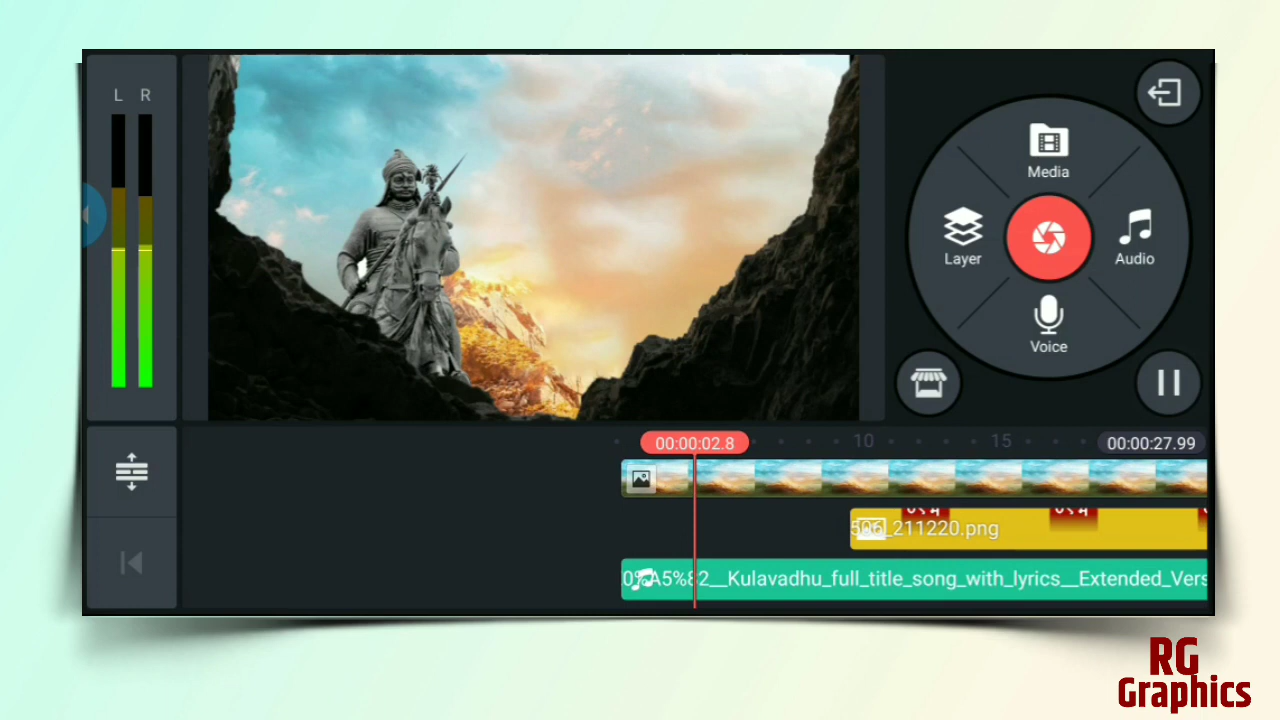 L R
Media
Layer
Audio
Voice
00:00:02.8
10
15
00:00:27.99
506_211220.png
0%A5%82__Kulavadhu_full_title_song_with_lyrics__Extended_Vers
RG
Graphics